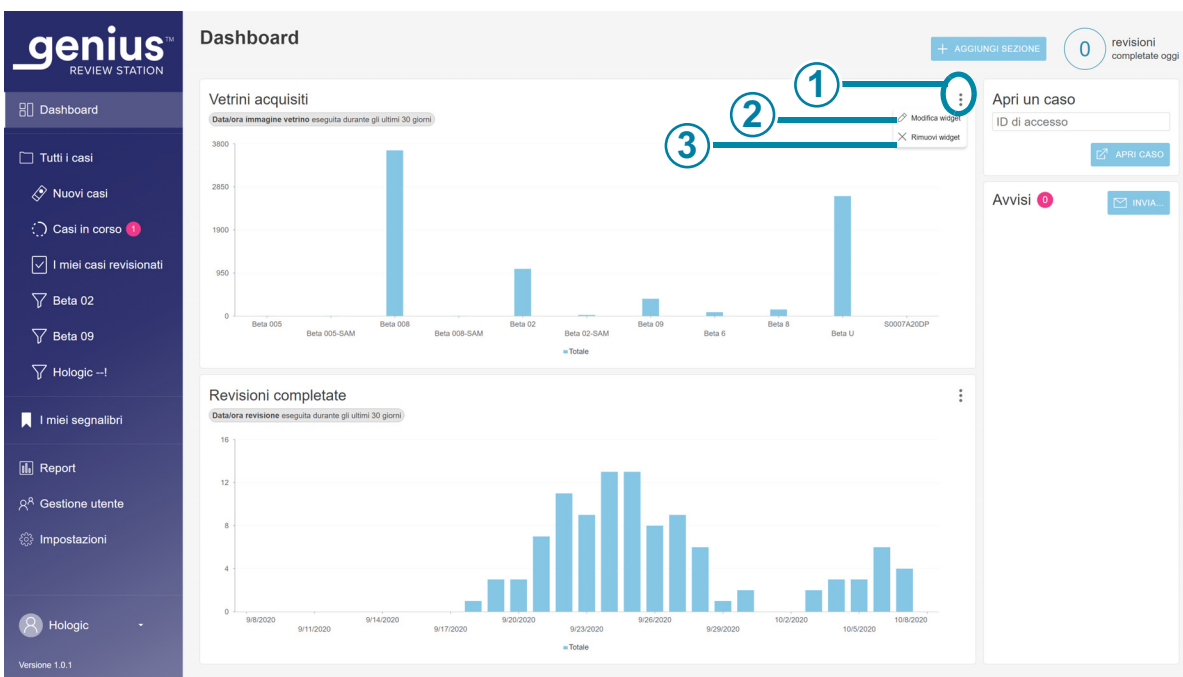 genius™
REVIEW STATION
Dashboard
Tutti i casi
Nuovi casi
Casi in corso 1
I miei casi revisionati
Beta 02
Beta 09
Hologic --!
I miei segnalibri
Report
Gestione utente
Impostazioni
Hologic
Versione 1.0.1
Dashboard
+ AGGIUNGI SEZIONE
0
revisioni
completate oggi
1
2
3
Vetrini acquisiti
Data/ora immagine vetrino eseguita durante gli ultimi 30 giorni
Modifica widget
Rimuovi widget
3800
2850
1900
950
0
Beta 005
Beta 005-SAM
Beta 008
Beta 008-SAM
Beta 02
Beta 02-SAM
Beta 09
Beta 6
Beta 8
Beta U
S0007A20DP
Totale
Revisioni completate
Data/ora revisione eseguita durante gli ultimi 30 giorni
16
12
8
4
0
9/8/2020
9/11/2020
9/14/2020
9/17/2020
9/20/2020
9/23/2020
9/26/2020
9/29/2020
10/2/2020
10/5/2020
10/8/2020
Totale
Apri un caso
ID di accesso
APRI CASO
Avvisi 0
INVIA...